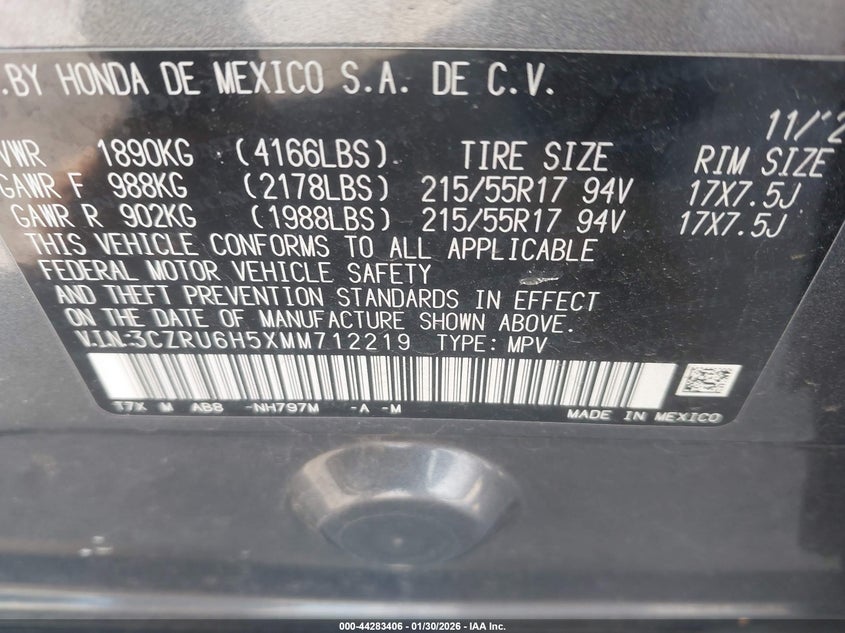 .BY HONDA DE MEXICO S.A. DE C.V.
11/
VWR 1890KG (4166LBS) TIRE SIZE RIM SIZE
GAWR F 988KG (2178LBS) 215/55R17 94V 17X7.5J
GAWR R 902KG (1988LBS) 215/55R17 94V 17X7.5J
THIS VEHICLE CONFORMS TO ALL APPLICABLE
FEDERAL MOTOR VEHICLE SAFETY
AND THEFT PREVENTION STANDARDS IN EFFECT
ON THE DATE OF MANUFACTURE SHOWN ABOVE.
V.I.N:3CZRU6H5XMM712219 TYPE: MPV
T7X M ABB -NH797M -A -M MADE IN MEXICO
000-44283406 - 01/30/2026 - IAA Inc.